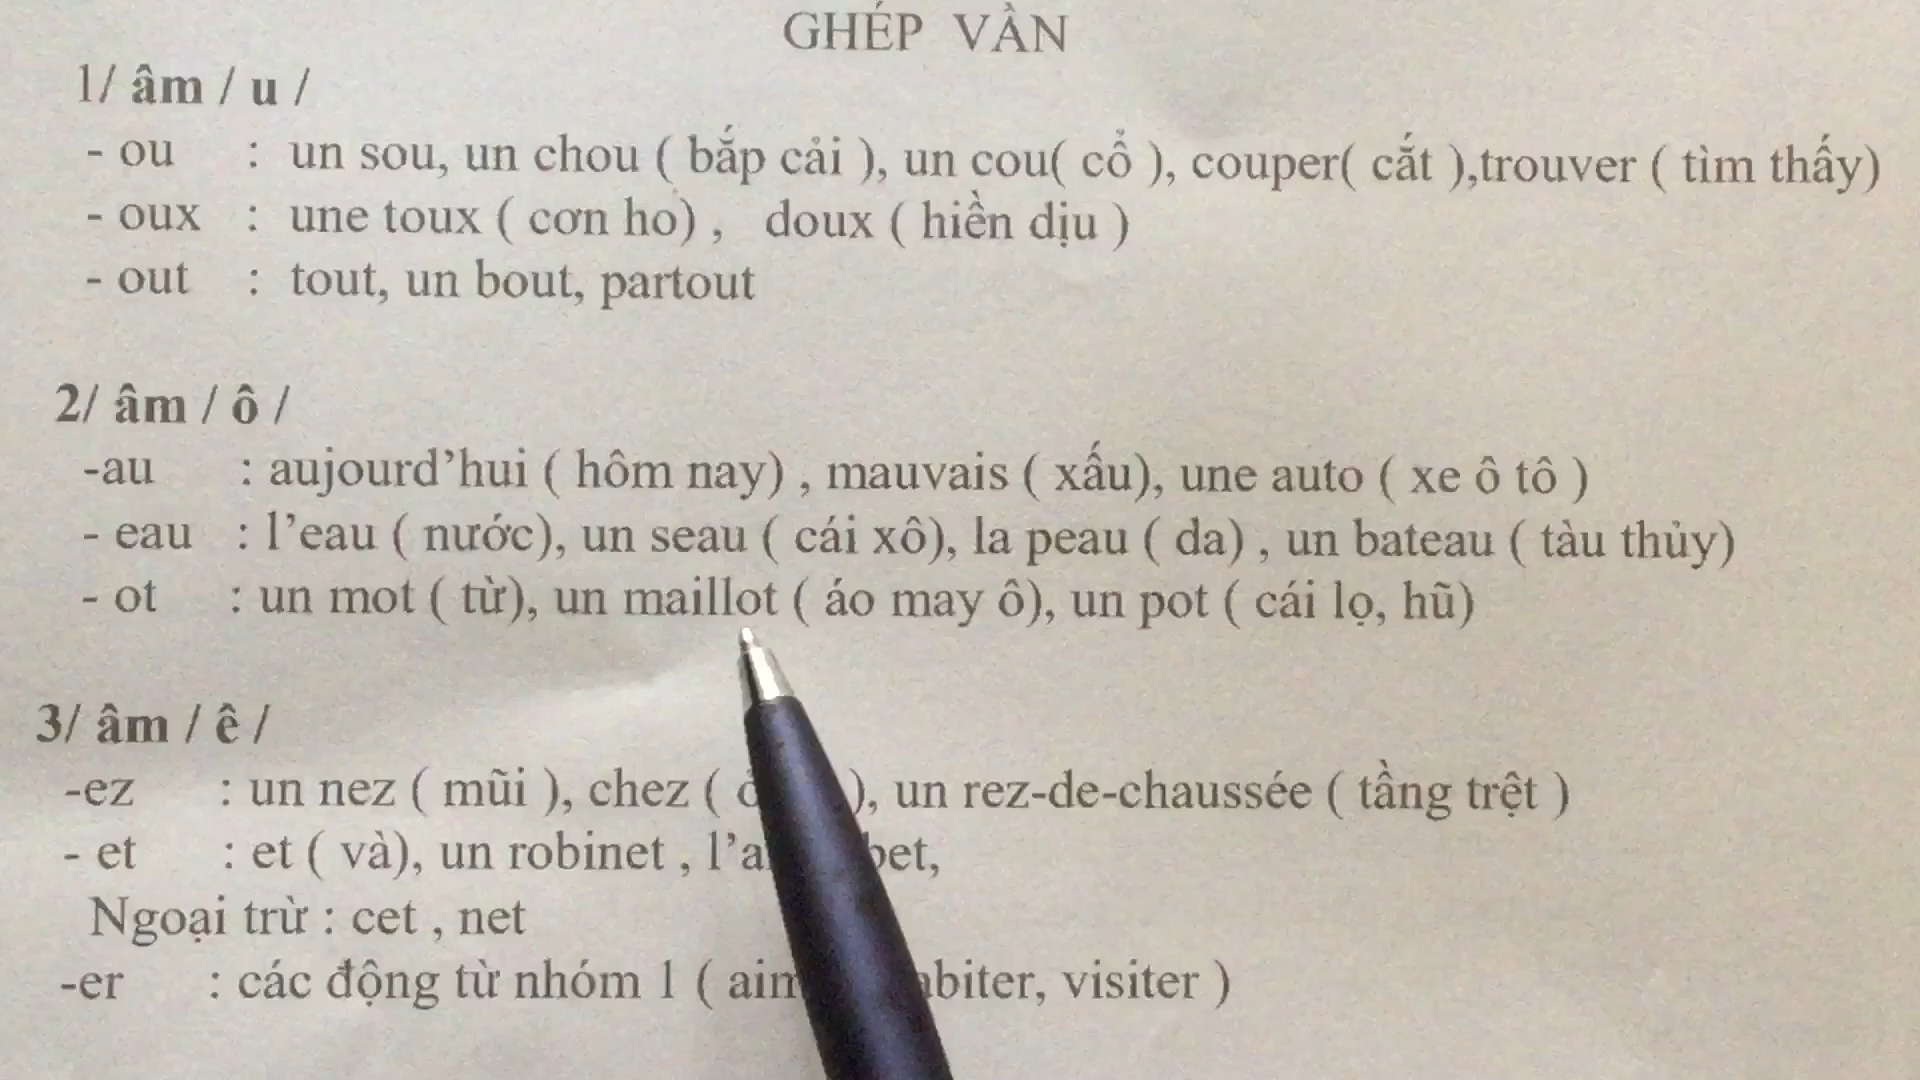 GHÉP VẦN
1/ âm / u /
- ou : un sou, un chou ( bắp cải ), un cou( cổ ), couper( cắt ),trouver ( tìm thấy)
- oux : une toux ( cơn ho) , doux ( hiền dịu )
- out : tout, un bout, partout
2/ âm / ô /
-au : aujourd’hui ( hôm nay) , mauvais ( xấu), une auto ( xe ô tô )
- eau : l’eau ( nước), un seau ( cái xô), la peau ( da) , un bateau ( tàu thủy)
- ot : un mot ( từ), un maillot ( áo may ô), un pot ( cái lọ, hũ)
3/ âm / ê /
-ez : un nez ( mũi ), chez ( ), un rez-de-chaussée ( tầng trệt )
- et : et ( và), un robinet ,
Ngoại trừ : cet , net
-er : các động từ nhóm 1 ( visiter )